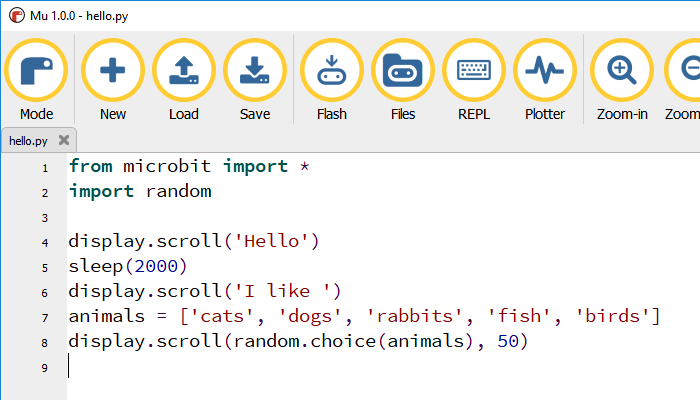 Mu 1.0.0 - hello.py
Mode New Load Save Flash Files REPL Plotter Zoom-in Zoom
hello.py
1 from microbit import *
2 import random
3
4 display.scroll('Hello')
5 sleep(2000)
6 display.scroll('I like ')
7 animals = ['cats', 'dogs', 'rabbits', 'fish', 'birds']
8 display.scroll(random.choice(animals), 50)
9